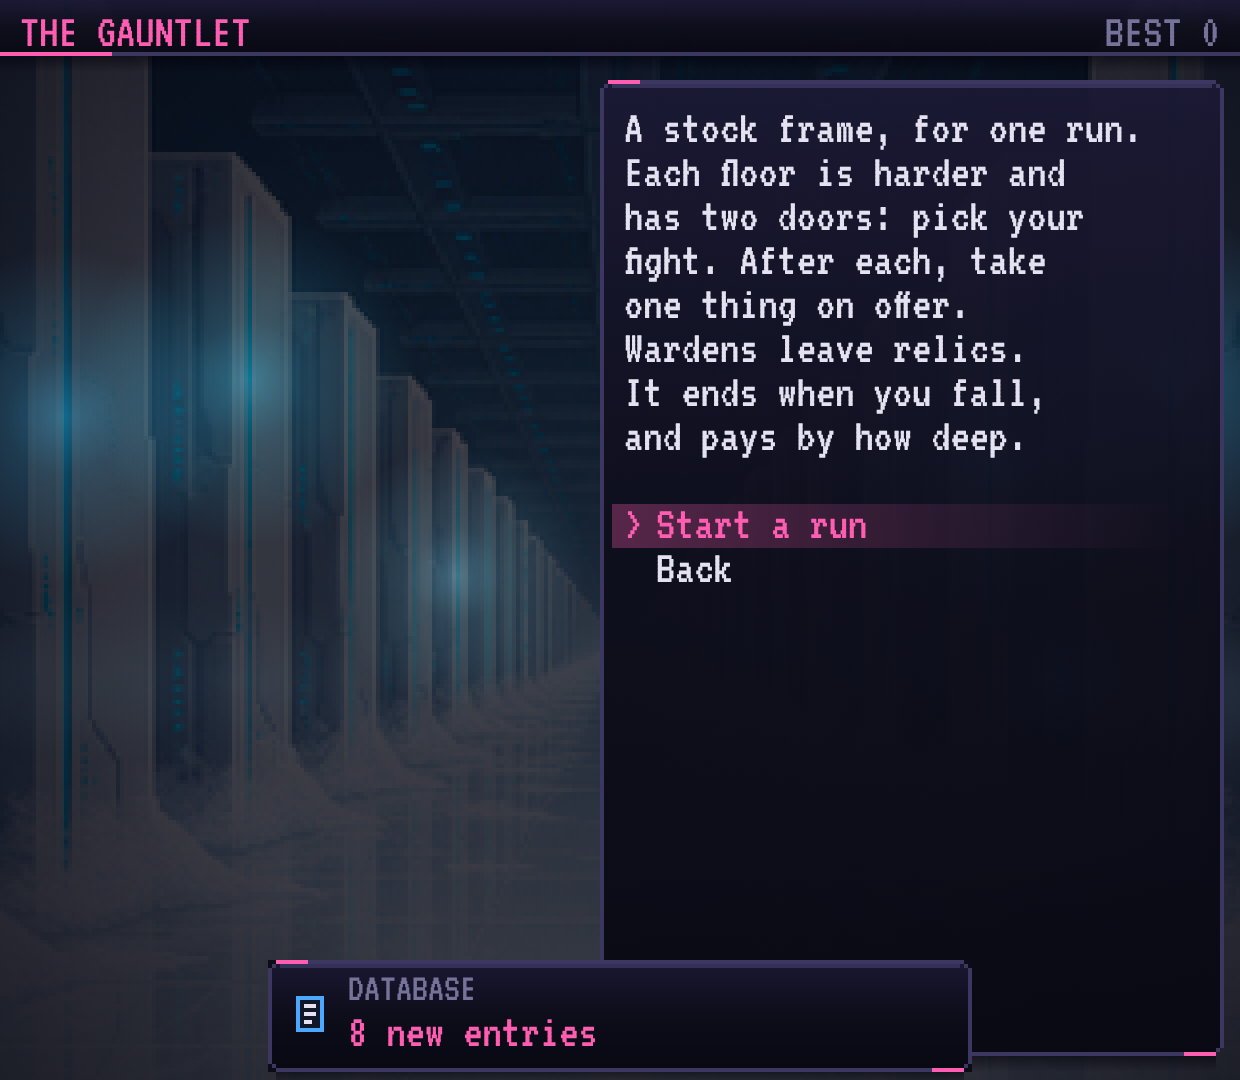 THE GAUNTLET
BEST 0
A stock frame, for one run.
Each floor is harder and
has two doors: pick your
fight. After each, take
one thing on offer.
Wardens leave relics.
It ends when you fall,
and pays by how deep.
> Start a run
Back
DATABASE
8 new entries